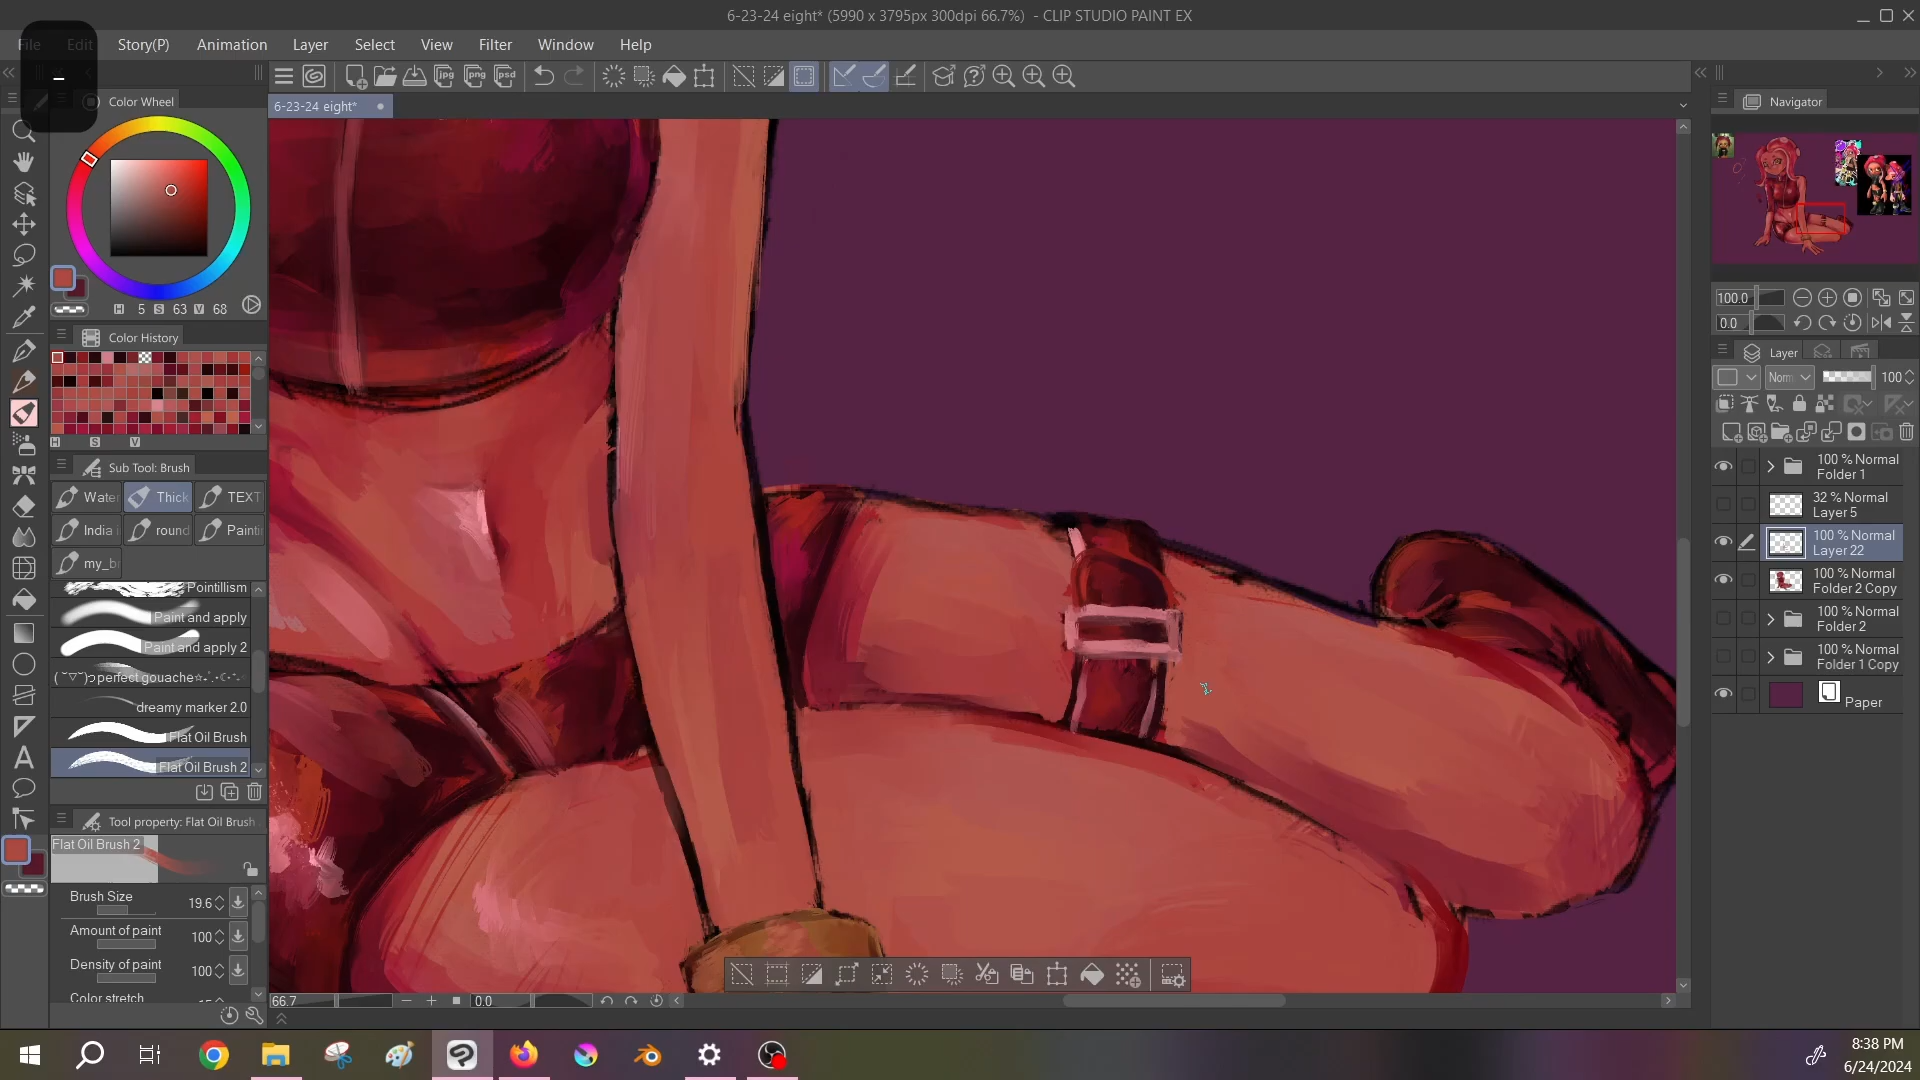 6-23-24 eight* (5990 x 3795px 300dpi 66.7%) - CLIP STUDIO PAINT EX
File Edit Story(P) Animation Layer Select View Filter Window Help
jpg png psd
Color Wheel
6-23-24 eight*
Navigator
H 5 S 63 V 68
Color History
H S V
Sub Tool: Brush
Wate Thick TEXT
India i round Painti
my_b
Pointillism
Paint and apply
Paint and apply 2
perfect gouache
dreamy marker 2.0
Flat Oil Brush
Flat Oil Brush 2
Tool property: Flat Oil Brush
Flat Oil Brush 2
Brush Size 19.6
Amount of paint 100
Density of paint 100
Color stretch
66.7 0.0
100.0
0.0
Layer
Norm 100
100 % Normal
Folder 1
32 % Normal
Layer 5
100 % Normal
Layer 22
100 % Normal
Folder 2 Copy
100 % Normal
Folder 2
100 % Normal
Folder 1 Copy
Paper
8:38 PM
6/24/2024